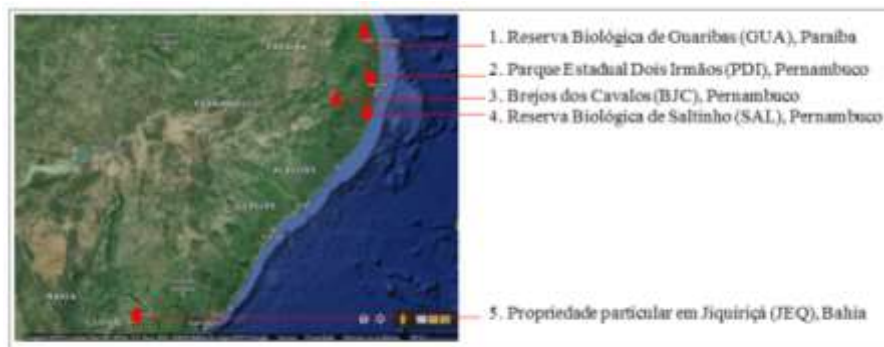 1. Reserva Biológica de Guaribas (GUA), Paraíba
2. Parque Estadual Dois Irmãos (PDI), Pernambuco
3. Brejos dos Cavalos (BJC), Pernambuco
4. Reserva Biológica de Saltinho (SAL), Pernambuco
5. Propriedade particular em Jiquiriçá (JEQ), Bahia